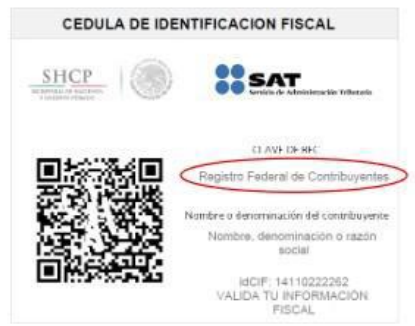 CEDULA DE IDENTIFICACION FISCAL
SHCP
SAT
Servicio de Administración Tributaria
CLAVE DE RFC
Registro Federal de Contribuyentes
Nombre o denominación del contribuyente
Nombre, denominación o razón
social
idCIF: 14110222262
VALIDA TU INFORMACIÓN
FISCAL